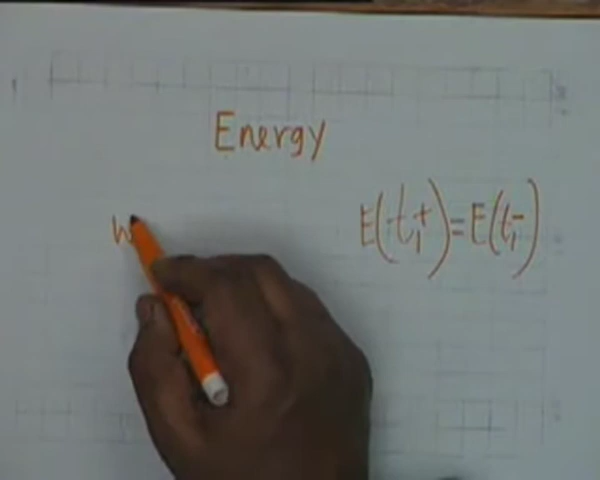 Energy
E(t₁⁺) = E(t₁⁻)